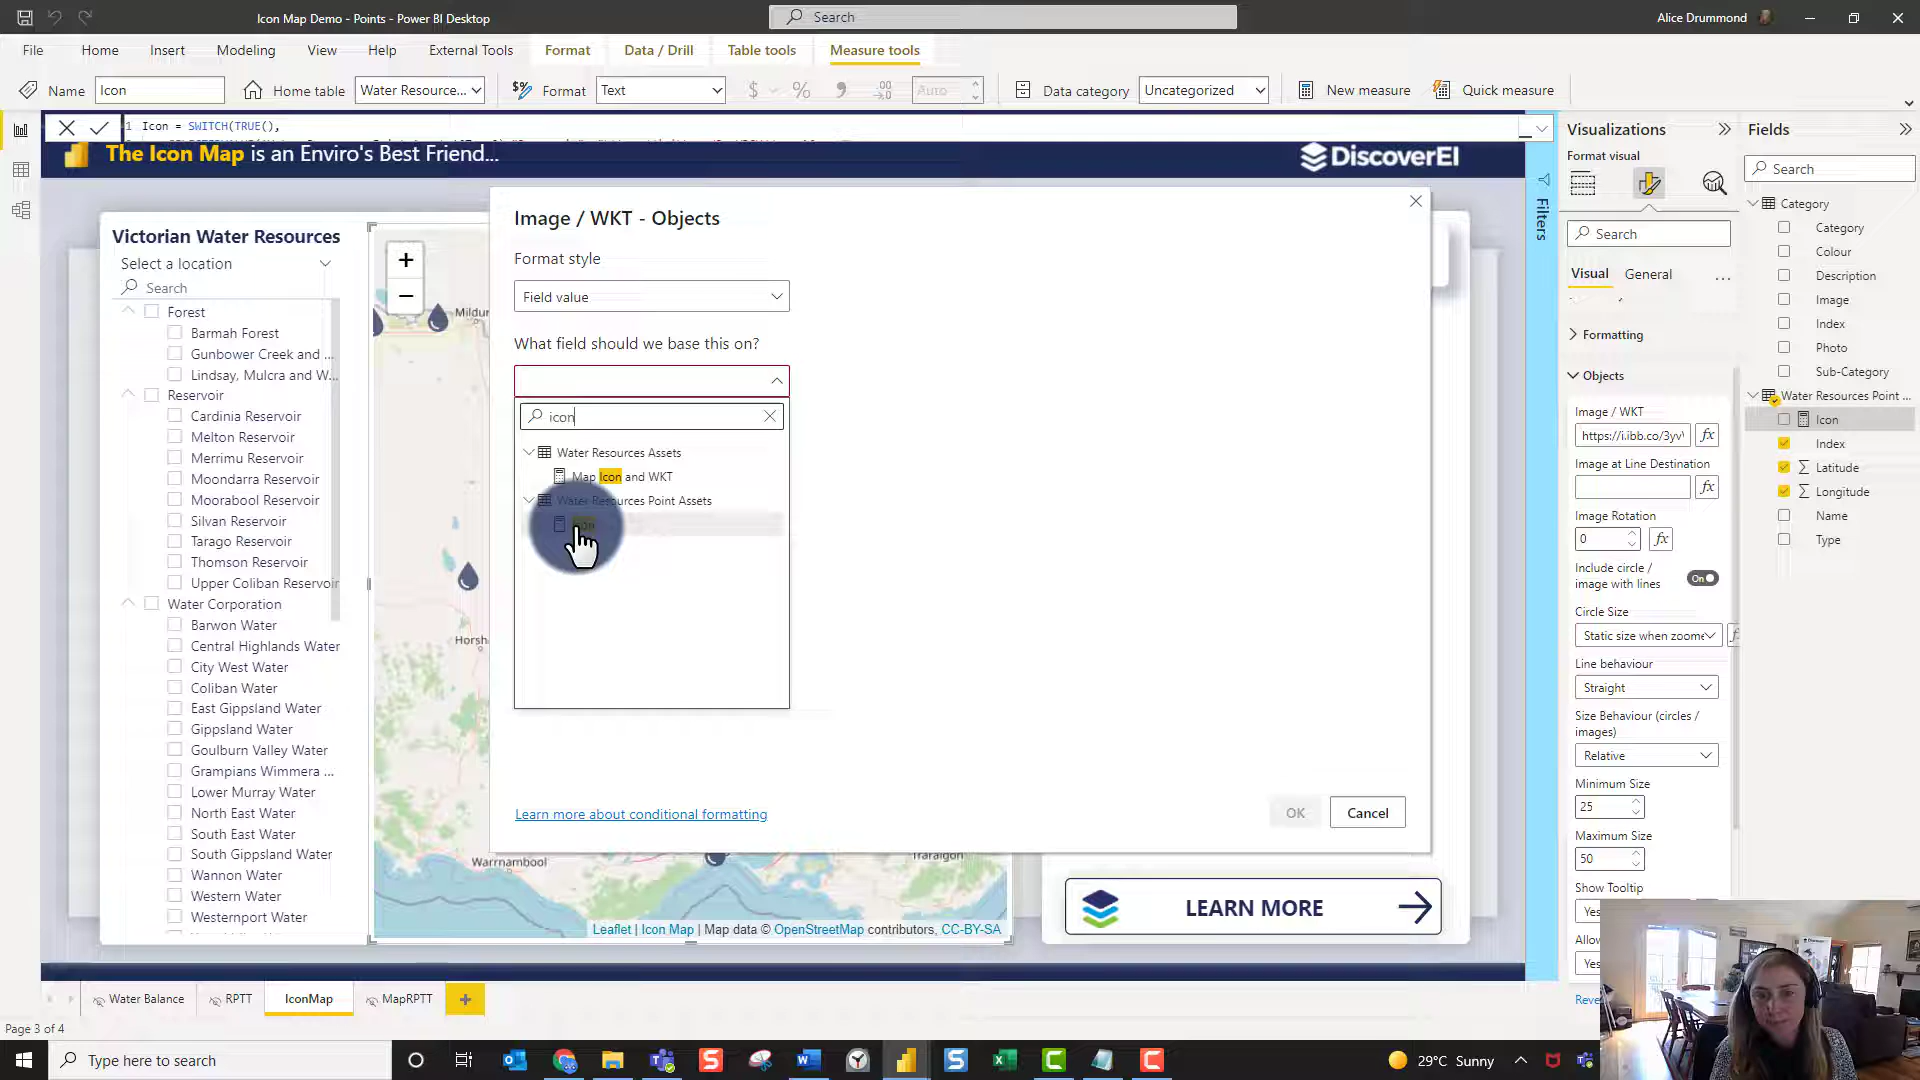 Icon Map Demo - Points - Power BI Desktop
Search
Alice Drummond
File Home Insert Modeling View Help External Tools Format Data / Drill Table tools Measure tools
Name Icon Home table Water Resource... Format Text $ % Auto Data category Uncategorized New measure Quick measure
1 Icon = SWITCH(TRUE(),
The Icon Map is an Enviro's Best Friend...
DiscoverEI
Victorian Water Resources
Select a location
Search
Forest
Barmah Forest
Gunbower Creek and ...
Lindsay, Mulcra and W...
Reservoir
Cardinia Reservoir
Melton Reservoir
Merrimu Reservoir
Moondarra Reservoir
Moorabool Reservoir
Silvan Reservoir
Tarago Reservoir
Thomson Reservoir
Upper Coliban Reservoir
Water Corporation
Barwon Water
Central Highlands Water
City West Water
Coliban Water
East Gippsland Water
Gippsland Water
Goulburn Valley Water
Grampians Wimmera ...
Lower Murray Water
North East Water
South East Water
South Gippsland Water
Wannon Water
Western Water
Westernport Water
+
−
Mildu
Horsh
Warrnambool
Traralgon
Leaflet | Icon Map | Map data © OpenStreetMap contributors, CC-BY-SA
Image / WKT - Objects
Format style
Field value
What field should we base this on?
icon
Water Resources Assets
Map Icon and WKT
Water Resources Point Assets
Icon
Learn more about conditional formatting
OK Cancel
LEARN MORE
Filters
Visualizations
Format visual
Search
Visual General ...
Formatting
Objects
Image / WKT
https://i.ibb.co/3yv\ fx
Image at Line Destination
fx
Image Rotation
0 fx
Include circle /
image with lines On
Circle Size
Static size when zoome
Line behaviour
Straight
Size Behaviour (circles /
images)
Relative
Minimum Size
25
Maximum Size
50
Show Tooltip
Yes
Allow
Yes
Reve
Fields
Search
Category
Category
Colour
Description
Image
Index
Photo
Sub-Category
Water Resources Point ...
Icon
Index
Latitude
Longitude
Name
Type
Water Balance RPTT IconMap MapRPTT +
Page 3 of 4
Type here to search
29°C Sunny